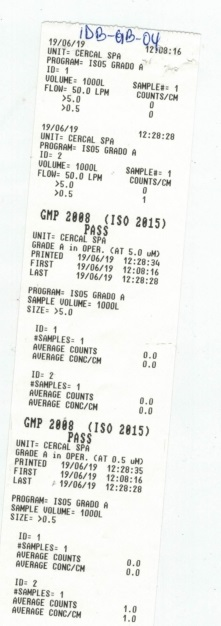 IDB-GB-04
19/06/19 12:08:16
UNIT= CERCAL SPA
PROGRAM= ISO5 GRADO A
ID= 1
VOLUME= 1000L SAMPLE#= 1
FLOW= 50.0 LPM COUNTS/CM
>5.0 0
>0.5 0
19/06/19 12:28:28
UNIT= CERCAL SPA
PROGRAM= ISO5 GRADO A
ID= 2
VOLUME= 1000L SAMPLE#= 1
FLOW= 50.0 LPM COUNTS/CM
>5.0 0
>0.5 1
GMP 2008 (ISO 2015)
PASS
UNIT= CERCAL SPA
GRADE A in OPER. (AT 5.0 uM)
PRINTED 19/06/19 12:28:34
FIRST 19/06/19 12:08:16
LAST 19/06/19 12:28:28
PROGRAM= ISO5 GRADO A
SAMPLE VOLUME= 1000L
SIZE= >5.0
ID= 1
#SAMPLES= 1
AVERAGE COUNTS 0.0
AVERAGE CONC/CM 0.0
ID= 2
#SAMPLES= 1
AVERAGE COUNTS 0.0
AVERAGE CONC/CM 0.0
GMP 2008 (ISO 2015)
PASS
UNIT= CERCAL SPA
GRADE A in OPER. (AT 0.5 uM)
PRINTED 19/06/19 12:28:35
FIRST 19/06/19 12:08:16
LAST 19/06/19 12:28:28
PROGRAM= ISO5 GRADO A
SAMPLE VOLUME= 1000L
SIZE= >0.5
ID= 1
#SAMPLES= 1
AVERAGE COUNTS 0.0
AVERAGE CONC/CM 0.0
ID= 2
#SAMPLES= 1
AVERAGE COUNTS 1.0
AVERAGE CONC/CM 1.0